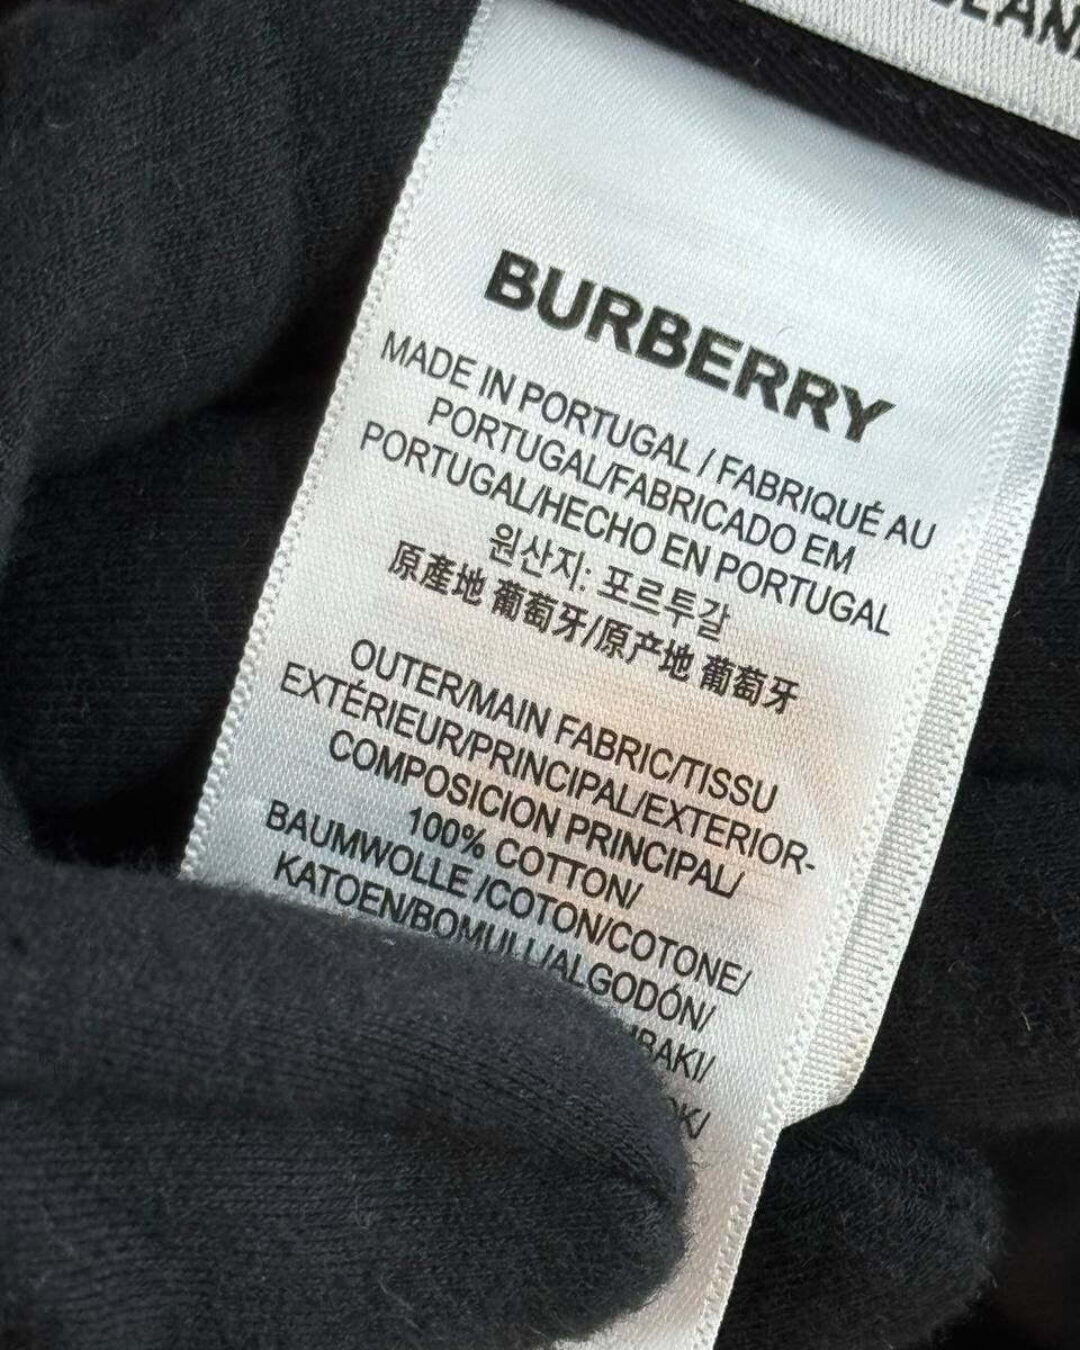 BURBERRY
MADE IN PORTUGAL / FABRIQUÉ AU
PORTUGAL/FABRICADO EM
PORTUGAL/HECHO EN PORTUGAL
원산지: 포르투갈
原產地 葡萄牙/原产地 葡萄牙
OUTER/MAIN FABRIC/TISSU
EXTÉRIEUR/PRINCIPAL/EXTERIOR-
COMPOSICION PRINCIPAL/
100% COTTON/
BAUMWOLLE /COTON/COTONE/
KATOEN/BOMULL/ALGODÓN/